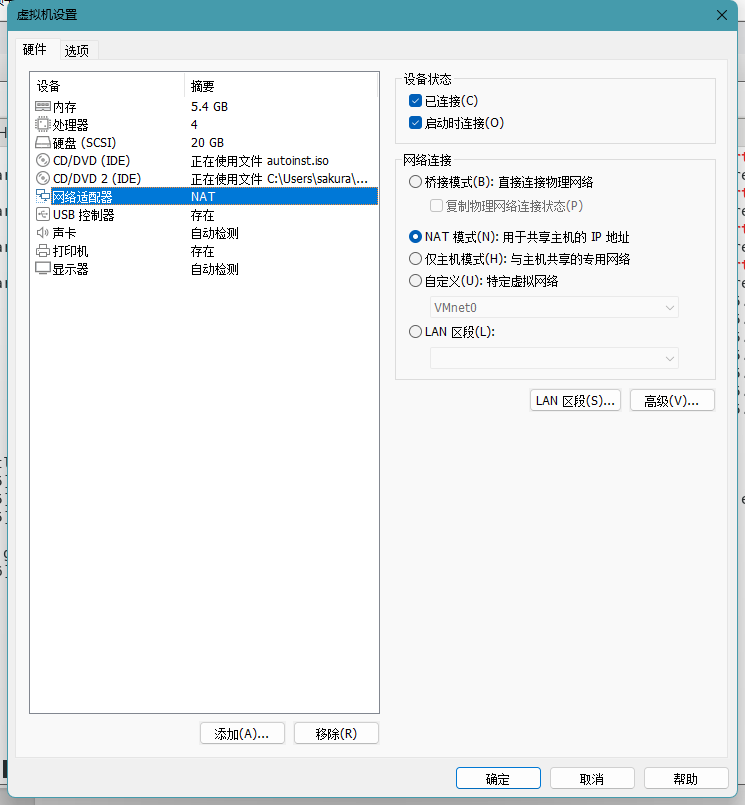 虚拟机设置
硬件 选项
设备 摘要
内存 5.4 GB
处理器 4
硬盘 (SCSI) 20 GB
CD/DVD (IDE) 正在使用文件 autoinst.iso
CD/DVD 2 (IDE) 正在使用文件 C:\Users\sakura\...
网络适配器 NAT
USB 控制器 存在
声卡 自动检测
打印机 存在
显示器 自动检测
添加(A)... 移除(R)
设备状态
已连接(C)
启动时连接(O)
网络连接
桥接模式(B): 直接连接物理网络
复制物理网络连接状态(P)
NAT 模式(N): 用于共享主机的 IP 地址
仅主机模式(H): 与主机共享的专用网络
自定义(U): 特定虚拟网络
VMnet0
LAN 区段(L):
LAN 区段(S)... 高级(V)...
确定 取消 帮助